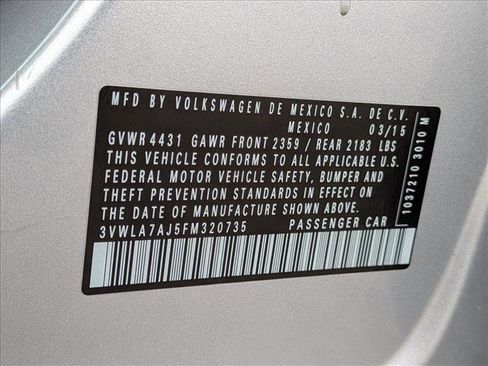 MFD BY VOLKSWAGEN DE MEXICO S.A. DE C.V.
MEXICO 03/15
GVWR 4431 GAWR FRONT 2359 / REAR 2183 LBS
THIS VEHICLE CONFORMS TO ALL APPLICABLE U.S.
FEDERAL MOTOR VEHICLE SAFETY, BUMPER AND
THEFT PREVENTION STANDARDS IN EFFECT ON
THE DATE OF MANUFACTURE SHOWN ABOVE.
3VWLA7AJ5FM320735 PASSENGER CAR
1037210 3010 M